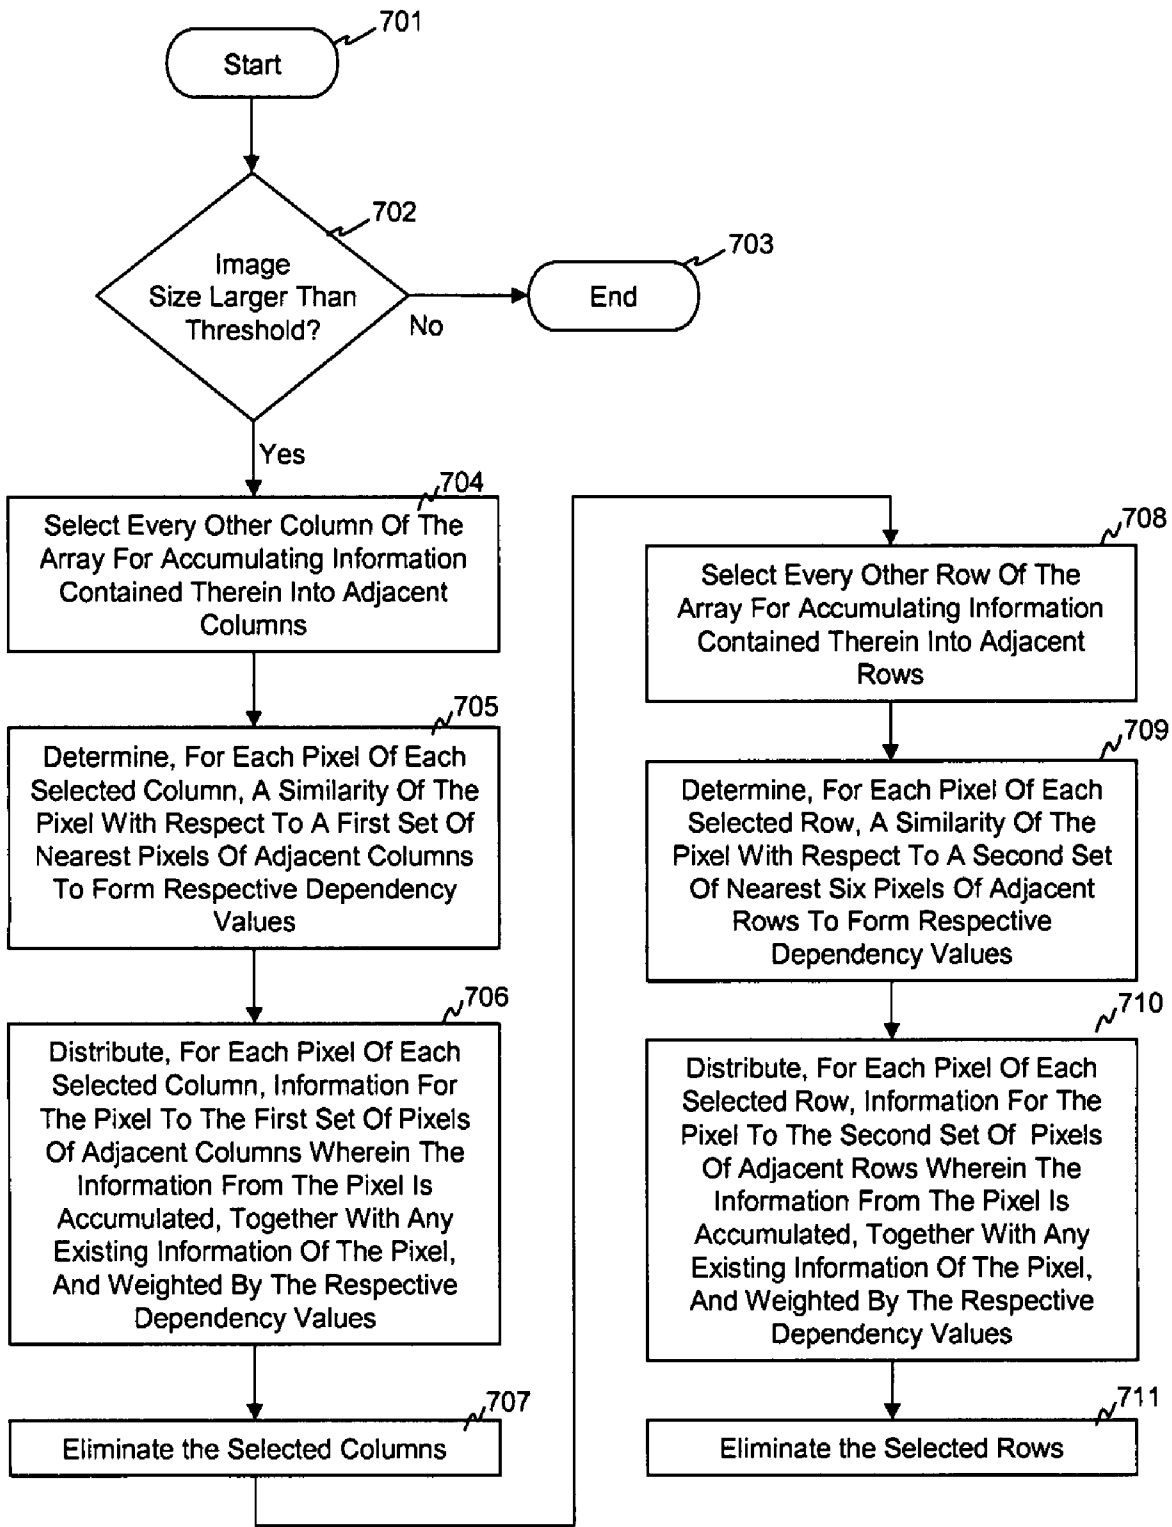 701
Start
702
Image
Size Larger Than
Threshold?
703
End
No
Yes
704
Select Every Other Column Of The
Array For Accumulating Information
Contained Therein Into Adjacent
Columns
705
Determine, For Each Pixel Of Each
Selected Column, A Similarity Of The
Pixel With Respect To A First Set Of
Nearest Pixels Of Adjacent Columns
To Form Respective Dependency
Values
706
Distribute, For Each Pixel Of Each
Selected Column, Information For
The Pixel To The First Set Of Pixels
Of Adjacent Columns Wherein The
Information From The Pixel Is
Accumulated, Together With Any
Existing Information Of The Pixel,
And Weighted By The Respective
Dependency Values
707
Eliminate the Selected Columns
708
Select Every Other Row Of The
Array For Accumulating Information
Contained Therein Into Adjacent
Rows
709
Determine, For Each Pixel Of Each
Selected Row, A Similarity Of The
Pixel With Respect To A Second Set
Of Nearest Six Pixels Of Adjacent
Rows To Form Respective
Dependency Values
710
Distribute, For Each Pixel Of Each
Selected Row, Information For The
Pixel To The Second Set Of Pixels
Of Adjacent Rows Wherein The
Information From The Pixel Is
Accumulated, Together With Any
Existing Information Of The Pixel,
And Weighted By The Respective
Dependency Values
711
Eliminate the Selected Rows